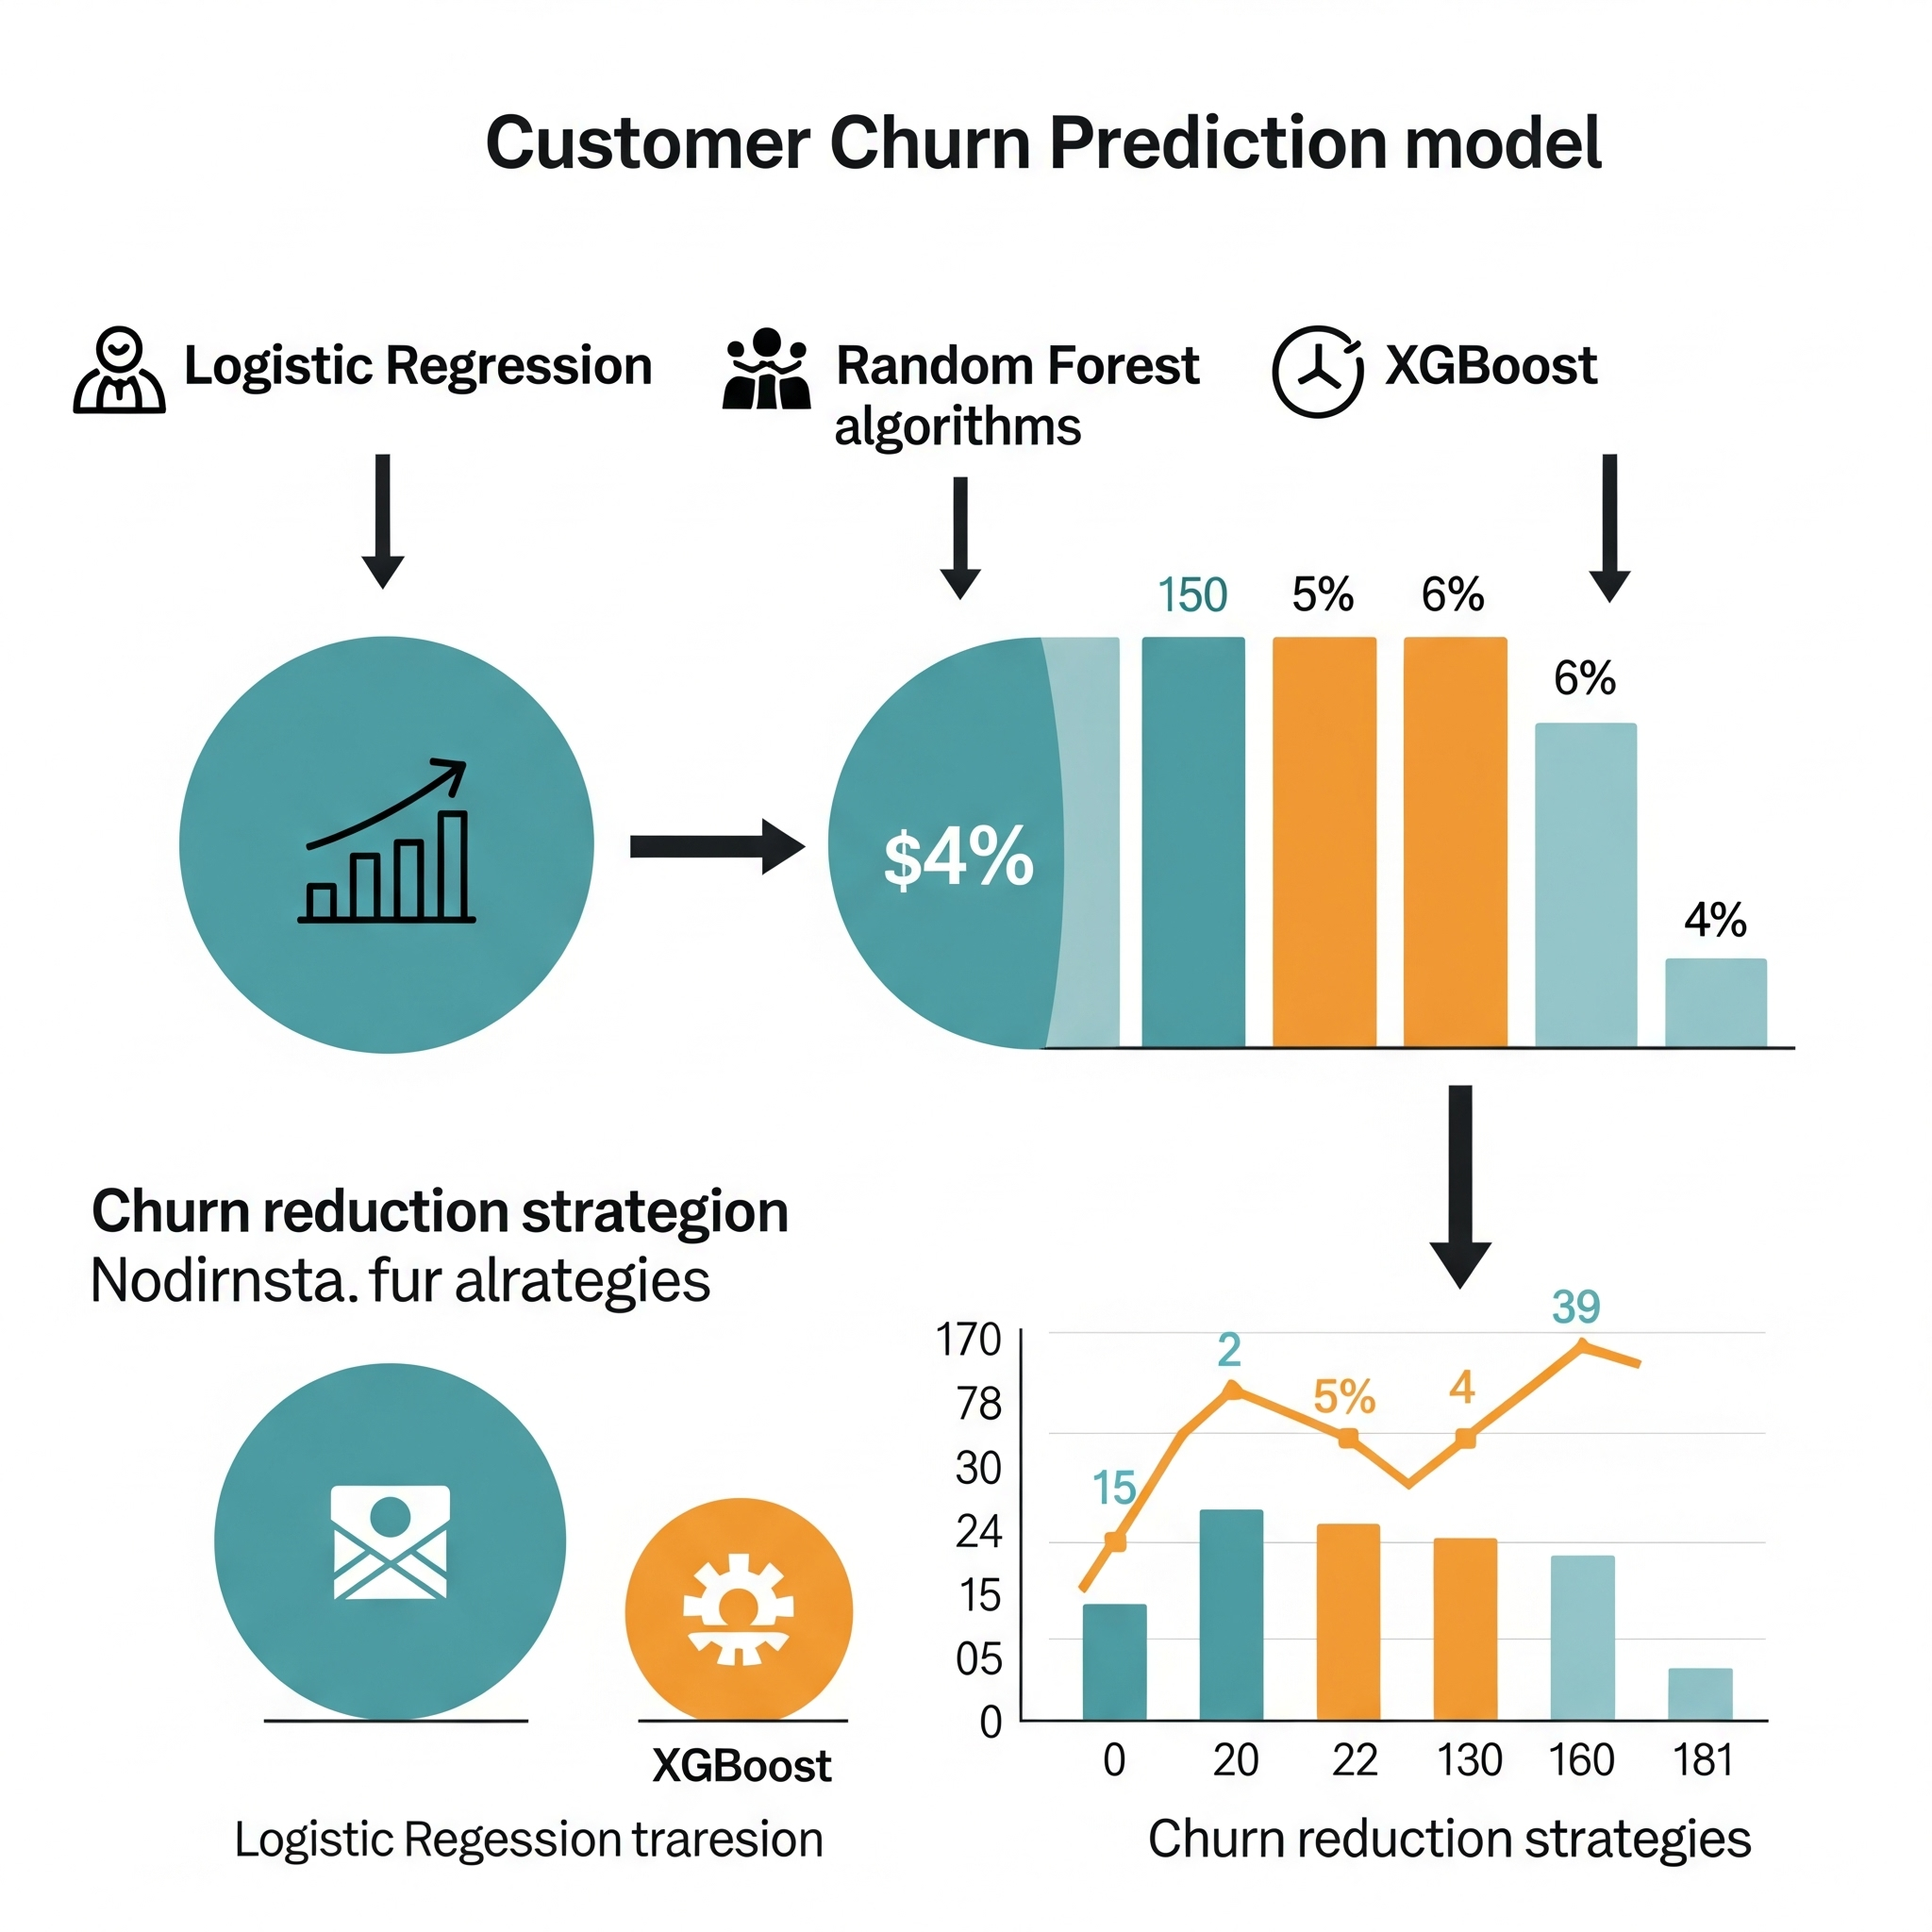 Customer Churn Prediction model
Logistic Regression
Random Forest
algorithms
XGBoost
150
5%
6%
6%
$4%
4%
Churn reduction strategion
Nodirnsta. fur alrategies
39
2
5%
4
15
170
78
30
24
15
05
0
0 20 22 130 160 181
XGBoost
Logistic Regession traresion
Churn reduction strategies